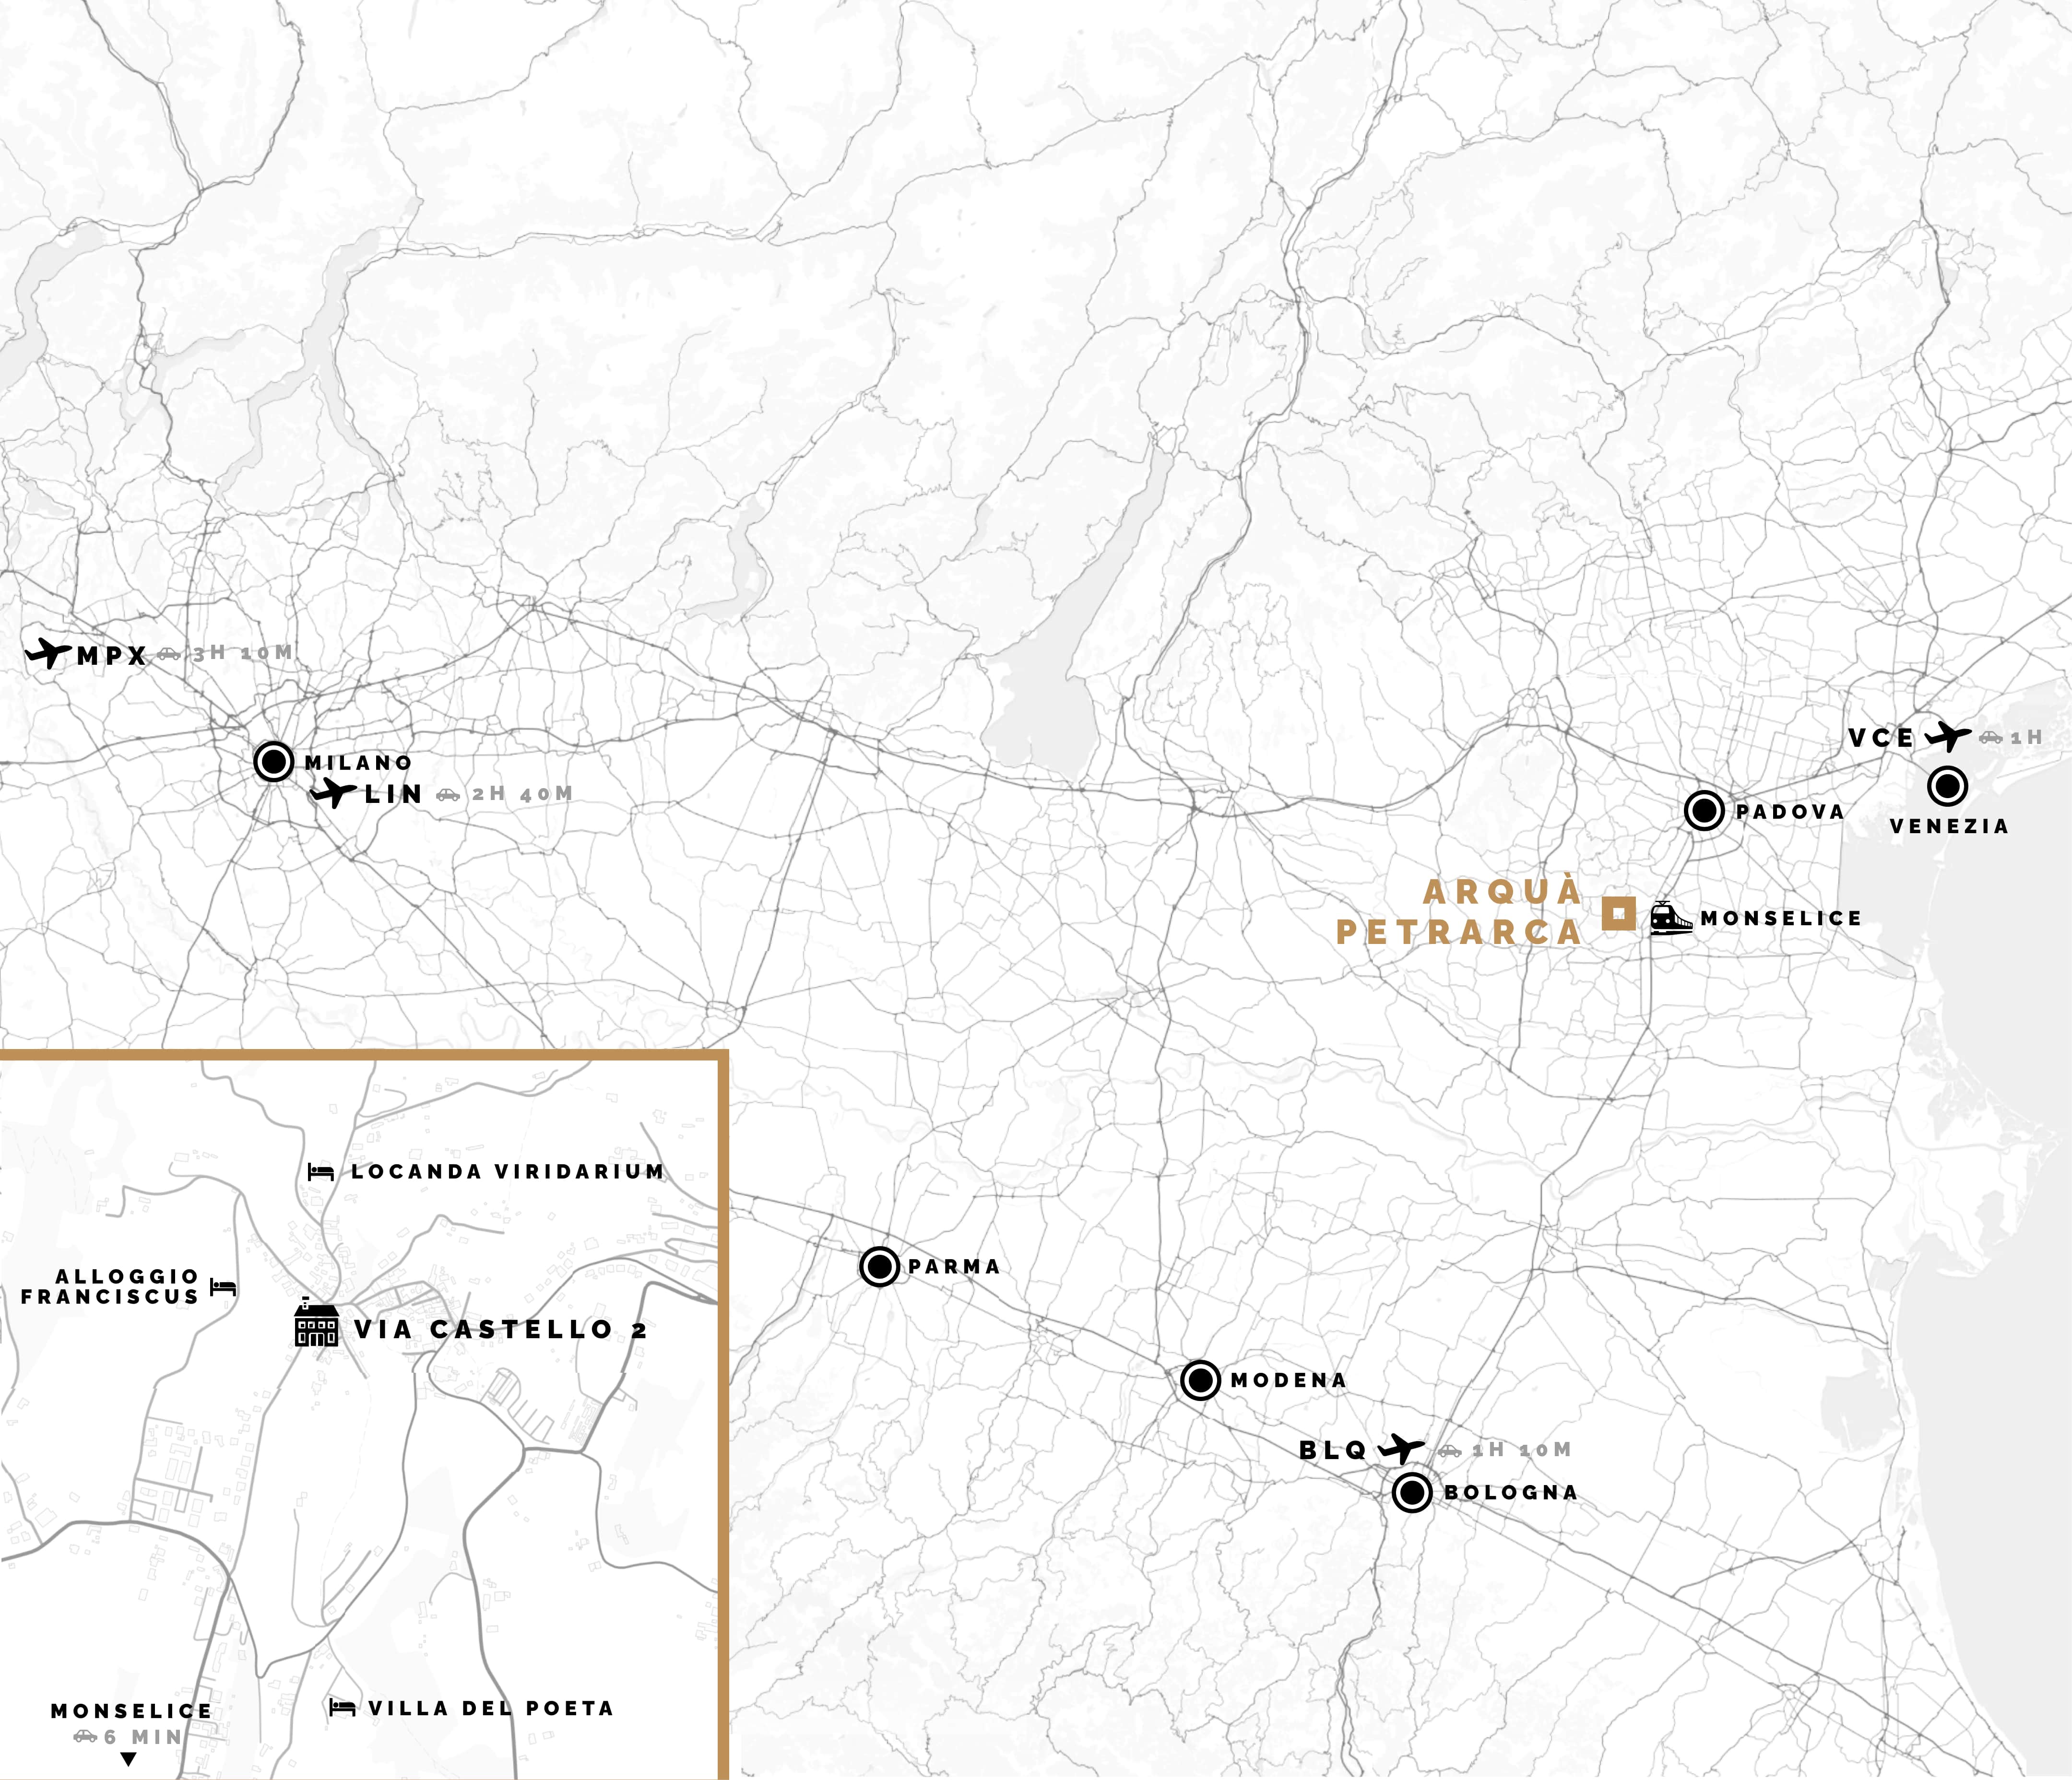 MPX 3H 10M
MILANO
LIN 2H 40M
VCE 1H
PADOVA
VENEZIA
ARQUÀ
PETRARCA
MONSELICE
PARMA
MODENA
BLQ 1H 10M
BOLOGNA
LOCANDA VIRIDARIUM
ALLOGGIO
FRANCISCUS
VIA CASTELLO 2
VILLA DEL POETA
MONSELICE
6 MIN